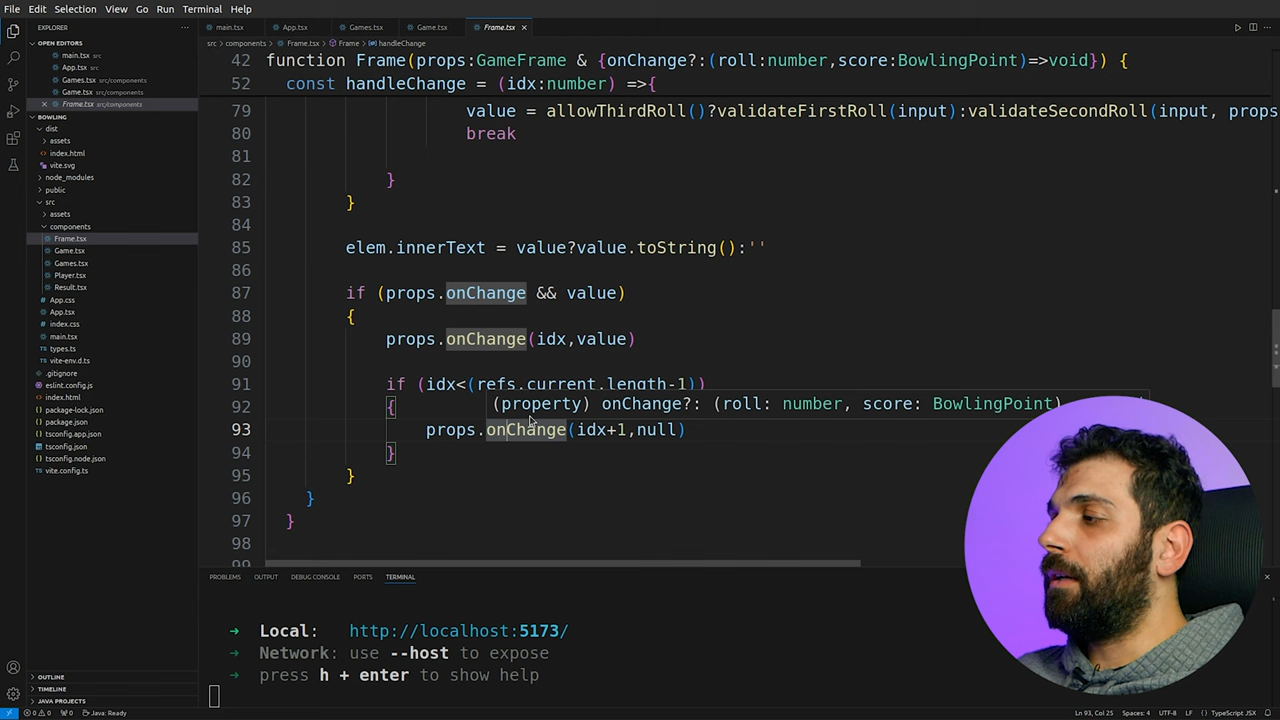 File Edit Selection View Go Run Terminal Help
EXPLORER
OPEN EDITORS
main.tsx
App.tsx
Games.tsx src/components
Game.tsx src/components
Frame.tsx src/components
BOWLING
dist
assets
index.html
vite.svg
node_modules
public
src
assets
components
Frame.tsx
Game.tsx
Games.tsx
Player.tsx
Result.tsx
App.css
App.tsx
index.css
main.tsx
types.ts
vite-env.d.ts
.gitignore
eslint.config.js
index.html
package-lock.json
package.json
tsconfig.app.json
tsconfig.json
tsconfig.node.json
vite.config.ts
OUTLINE
TIMELINE
JAVA PROJECTS
main.tsx App.tsx Games.tsx Game.tsx Frame.tsx
src > components > Frame.tsx > Frame > handleChange
42 function Frame(props:GameFrame & {onChange?:(roll:number,score:BowlingPoint)=>void}) {
52 const handleChange = (idx:number) =>{
79 value = allowThirdRoll()?validateFirstRoll(input):validateSecondRoll(input, props
80 break
81
82 }
83 }
84
85 elem.innerText = value?value.toString():''
86
87 if (props.onChange && value)
88 {
89 props.onChange(idx,value)
90
91 if (idx<(refs.current.length-1))
92 {
(property) onChange?: (roll: number, score: BowlingPoint)
93 props.onChange(idx+1,null)
94 }
95 }
96 }
97 }
98
99
PROBLEMS OUTPUT DEBUG CONSOLE PORTS TERMINAL
➜ Local: http://localhost:5173/
➜ Network: use --host to expose
➜ press h + enter to show help
0 0 0 Java: Ready
Ln 93, Col 25 Spaces: 4 UTF-8 LF {} TypeScript JSX